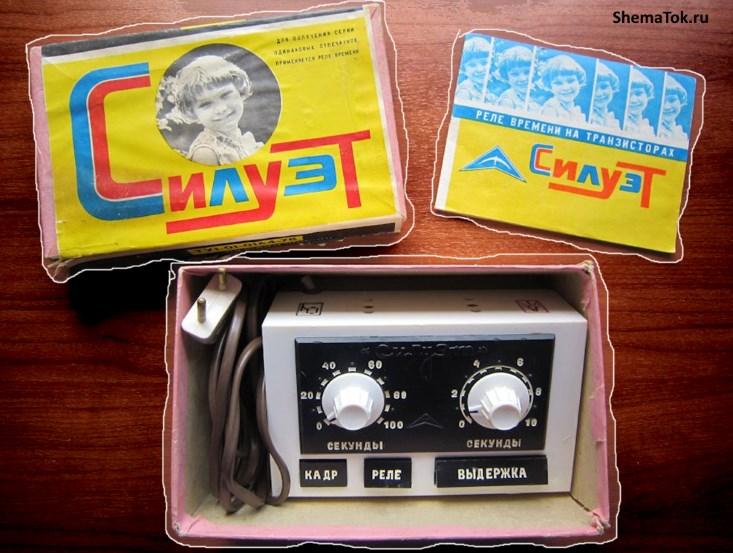 ShemaTok.ru
ДЛЯ ПОЛУЧЕНИЯ СЕРИИ
ОДИНАКОВЫХ ОТПЕЧАТКОВ
ПРИМЕНЯЕТСЯ РЕЛЕ ВРЕМЕНИ
СИЛУЭТ
РЕЛЕ ВРЕМЕНИ НА ТРАНЗИСТОРАХ
СИЛУЭТ
«Силуэт»
0 20 40 60 80 100
0 2 4 6 8 10
СЕКУНДЫ СЕКУНДЫ
КАДР РЕЛЕ ВЫДЕРЖКА